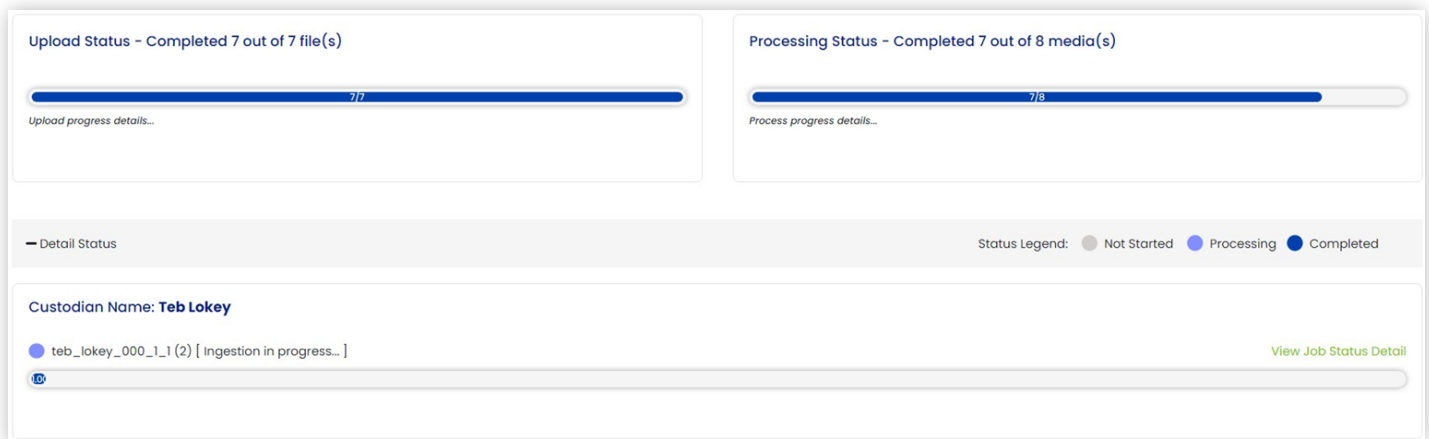 Upload Status - Completed 7 out of 7 file(s)
7/7
Upload progress details...
Processing Status - Completed 7 out of 8 media(s)
7/8
Process progress details...
Detail Status
Status Legend: Not Started Processing Completed
Custodian Name: Teb Lokey
teb_lokey_000_1_1 (2) [ Ingestion in progress... ]
View Job Status Detail